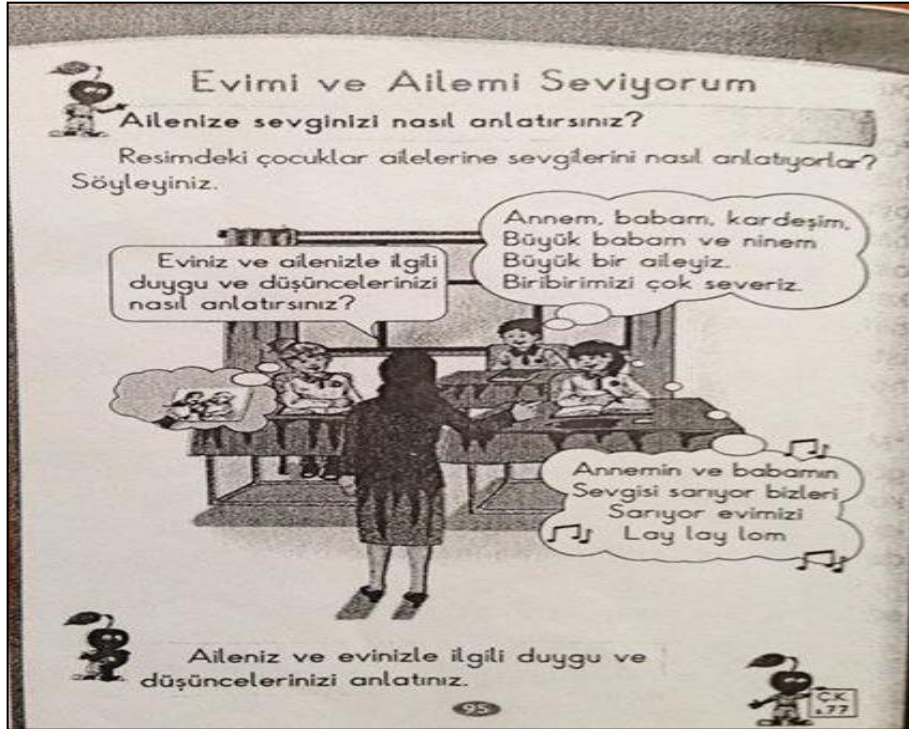 Evimi ve Ailemi Seviyorum
Ailenize sevginizi nasıl anlatırsınız?
Resimdeki çocuklar ailelerine sevgilerini nasıl anlatıyorlar?
Söyleyiniz.
Eviniz ve ailenizle ilgili
duygu ve düşüncelerinizi
nasıl anlatırsınız?
Annem, babam, kardeşim,
Büyük babam ve ninem
Büyük bir aileyiz.
Biribirimizi çok severiz.
Annemin ve babamın
Sevgisi sarıyor bizleri
Sarıyor evimizi
Lay lay lom
Aileniz ve evinizle ilgili duygu ve
düşüncelerinizi anlatınız.
95
Ç.K.
s.77